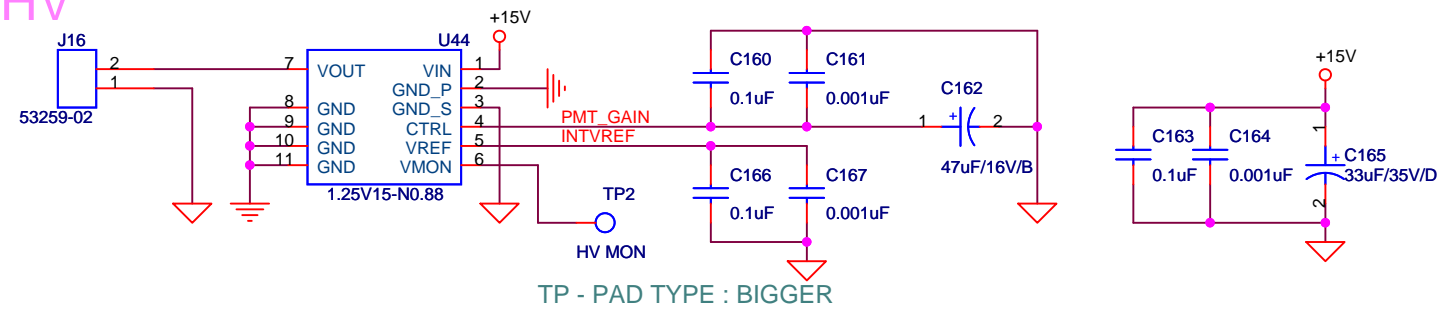 HV
J16
2
1
53259-02
U44
+15V
7
VOUT
VIN
1
GND_P
2
8
GND
GND_S
3
9
GND
CTRL
4
PMT_GAIN
10
GND
VREF
5
INTVREF
11
GND
VMON
6
1.25V15-N0.88
TP2
HV MON
C160
0.1uF
C161
0.001uF
C162
1
+
2
47uF/16V/B
C166
0.1uF
C167
0.001uF
+15V
C163
0.1uF
C164
0.001uF
1
+
C165
33uF/35V/D
2
TP - PAD TYPE : BIGGER